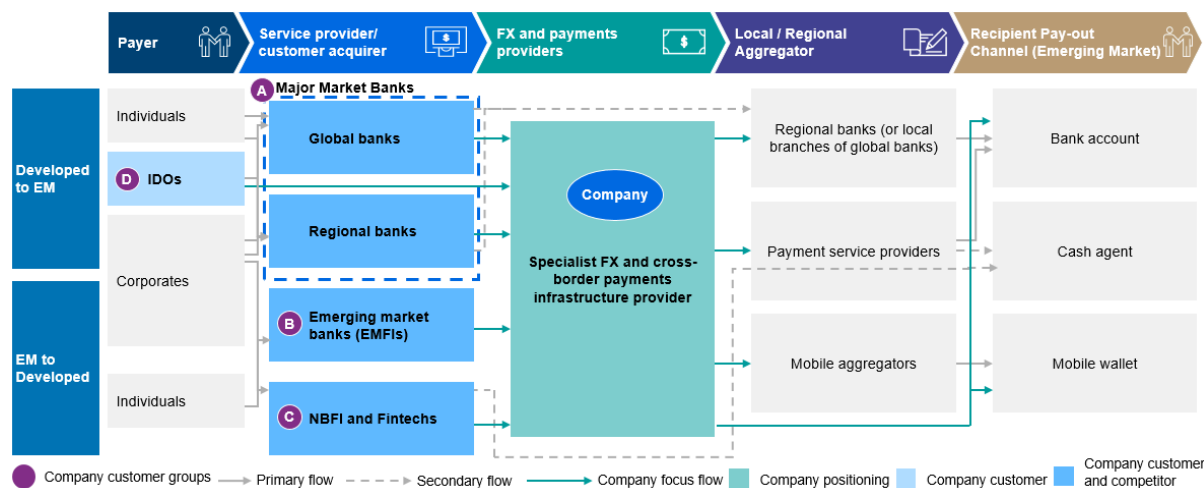 Payer
Service provider/
customer acquirer
$
FX and payments
providers
$
Local / Regional
Aggregator
Recipient Pay-out
Channel (Emerging Market)
A Major Market Banks
Developed
to EM
EM to
Developed
Individuals
D IDOs
Corporates
Individuals
Global banks
Regional banks
B Emerging market
banks (EMFIs)
C NBFI and Fintechs
Company
Specialist FX and cross-
border payments
infrastructure provider
Regional banks (or local
branches of global banks)
Payment service providers
Mobile aggregators
Bank account
Cash agent
Mobile wallet
Company customer groups
Primary flow
Secondary flow
Company focus flow
Company positioning
Company customer
Company customer
and competitor